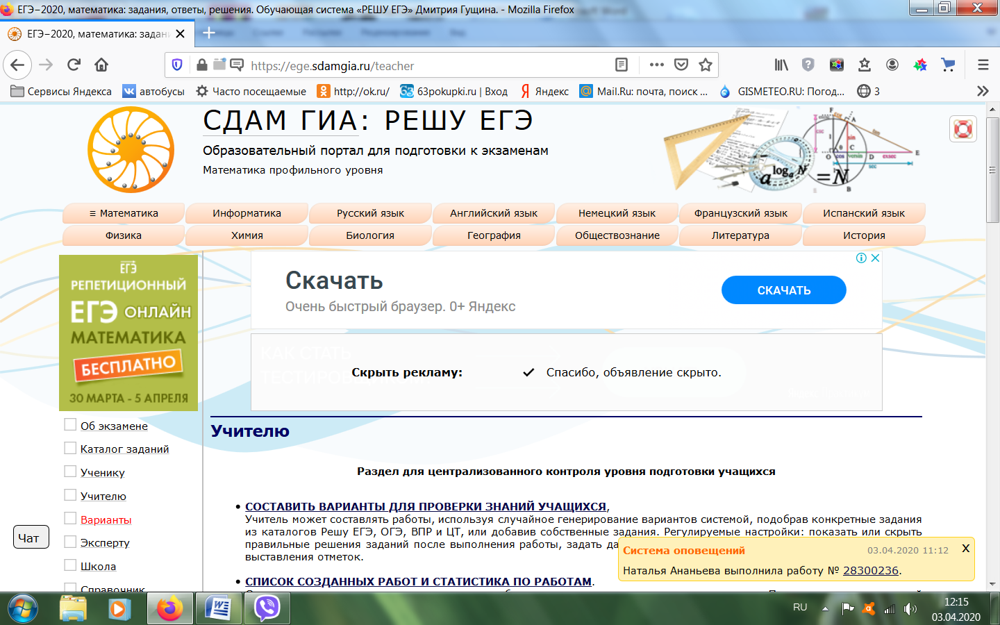 ЕГЭ–2020, математика: задания, ответы, решения. Обучающая система «РЕШУ ЕГЭ» Дмитрия Гущина. - Mozilla Firefox
ЕГЭ–2020, математика: задани
https://ege.sdamgia.ru/teacher
Сервисы Яндекса
автобусы
Часто посещаемые
http://ok.ru/
63pokupki.ru | Вход
Яндекс
Mail.Ru: почта, поиск ...
GISMETEO.RU: Погод...
3
СДАМ ГИА: РЕШУ ЕГЭ
Образовательный портал для подготовки к экзаменам
Математика профильного уровня
≡ Математика
Информатика
Русский язык
Английский язык
Немецкий язык
Французский язык
Испанский язык
Физика
Химия
Биология
География
Обществознание
Литература
История
ЕГЭ
РЕПЕТИЦИОННЫЙ
ЕГЭ ОНЛАЙН
МАТЕМАТИКА
БЕСПЛАТНО
30 МАРТА - 5 АПРЕЛЯ
Скачать
Очень быстрый браузер. 0+ Яндекс
СКАЧАТЬ
Скрыть рекламу:
Спасибо, объявление скрыто.
Об экзамене
Каталог заданий
Ученику
Учителю
Варианты
Эксперту
Школа
Справочник
Чат
Учителю
Раздел для централизованного контроля уровня подготовки учащихся
• СОСТАВИТЬ ВАРИАНТЫ ДЛЯ ПРОВЕРКИ ЗНАНИЙ УЧАЩИХСЯ,
Учитель может составлять работы, используя случайное генерирование вариантов системой, подобрав конкретные задания
из каталогов Решу ЕГЭ, ОГЭ, ВПР и ЦТ, или добавив собственные задания. Регулируемые настройки: показать или скрыть
правильные решения заданий после выполнения работы, задать да
выставления отметок.
• СПИСОК СОЗДАННЫХ РАБОТ И СТАТИСТИКА ПО РАБОТАМ.
Система оповещений
03.04.2020 11:12
X
Наталья Ананьева выполнила работу № 28300236.
RU
12:15
03.04.2020